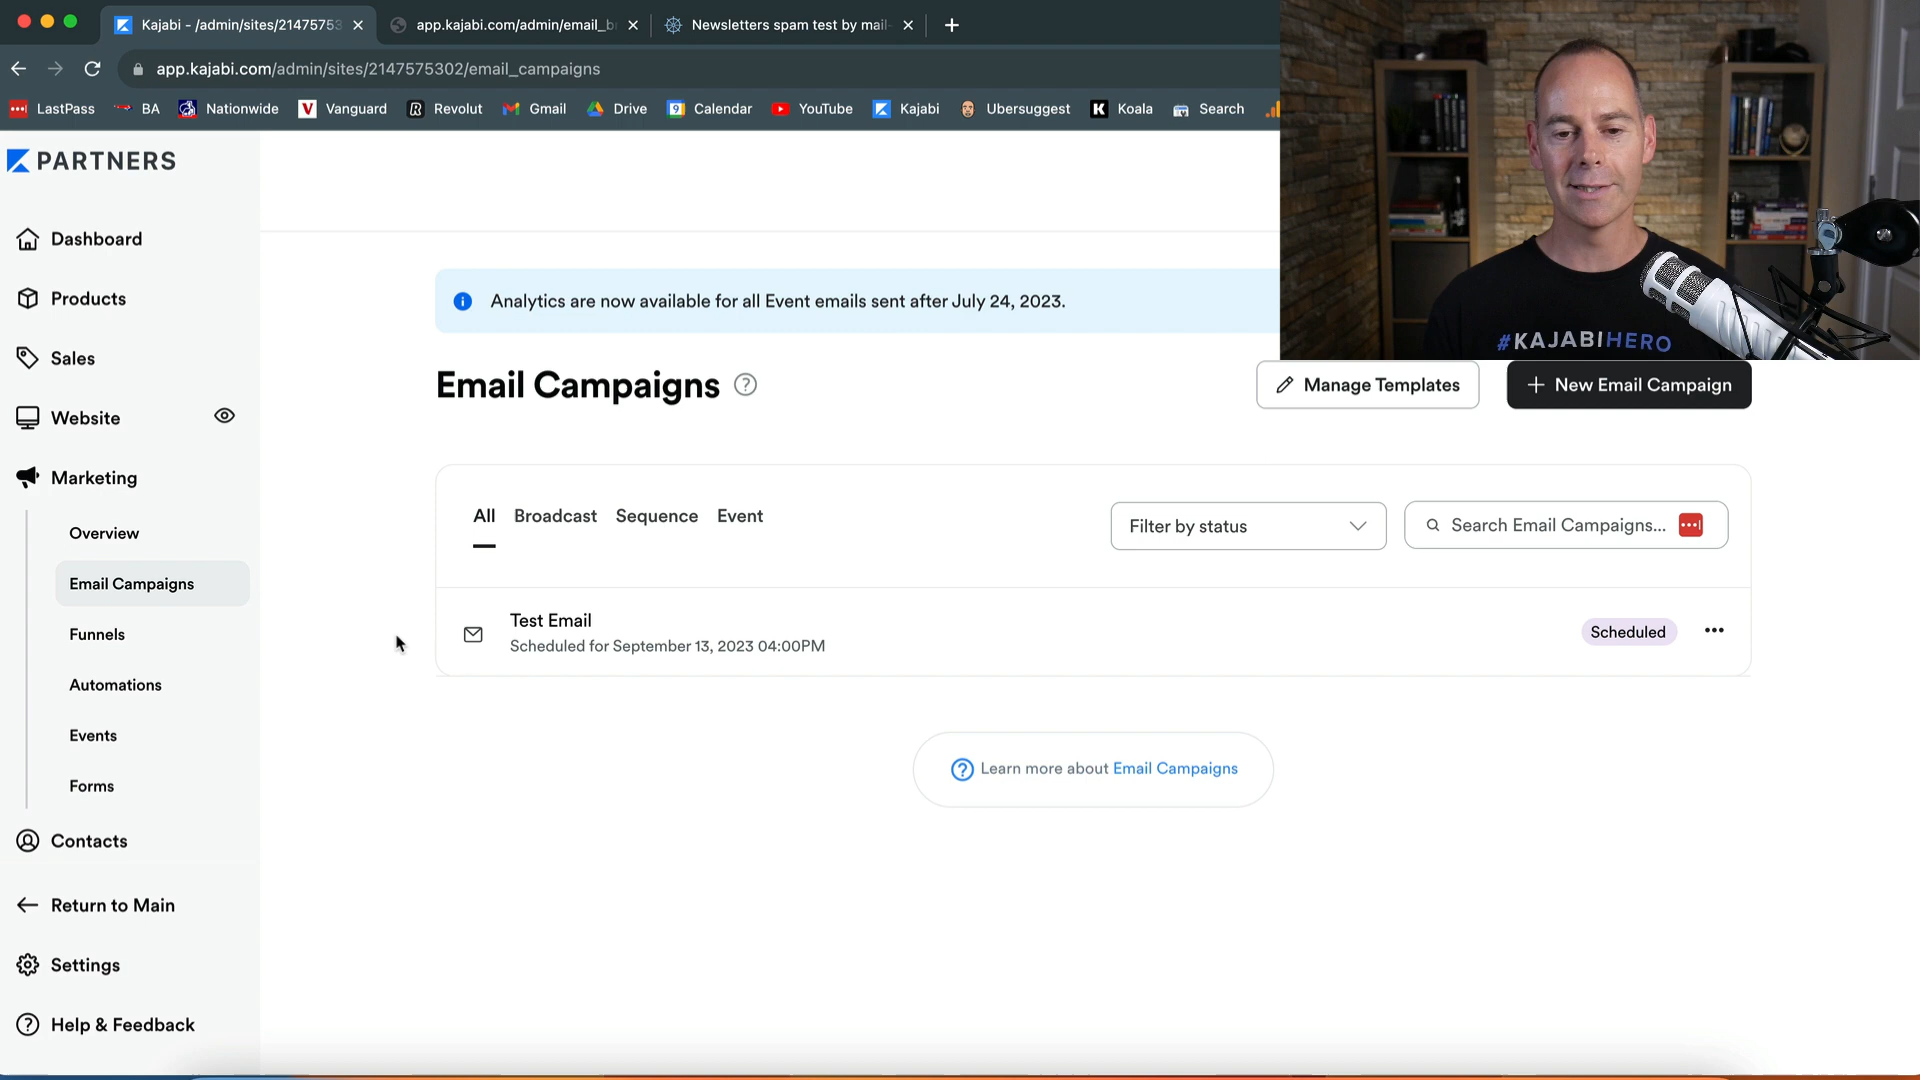 Kajabi - /admin/sites/21475753
app.kajabi.com/admin/email_b
Newsletters spam test by mail-
app.kajabi.com/admin/sites/2147575302/email_campaigns
LastPass
BA
Nationwide
Vanguard
Revolut
Gmail
Drive
Calendar
YouTube
Kajabi
Ubersuggest
Koala
Search
PARTNERS
Dashboard
Products
Sales
Website
Marketing
Overview
Email Campaigns
Funnels
Automations
Events
Forms
Contacts
Return to Main
Settings
Help & Feedback
Analytics are now available for all Event emails sent after July 24, 2023.
#KAJABIHERO
Email Campaigns
Manage Templates
New Email Campaign
All Broadcast Sequence Event
Filter by status
Search Email Campaigns...
Test Email
Scheduled for September 13, 2023 04:00PM
Scheduled
Learn more about Email Campaigns